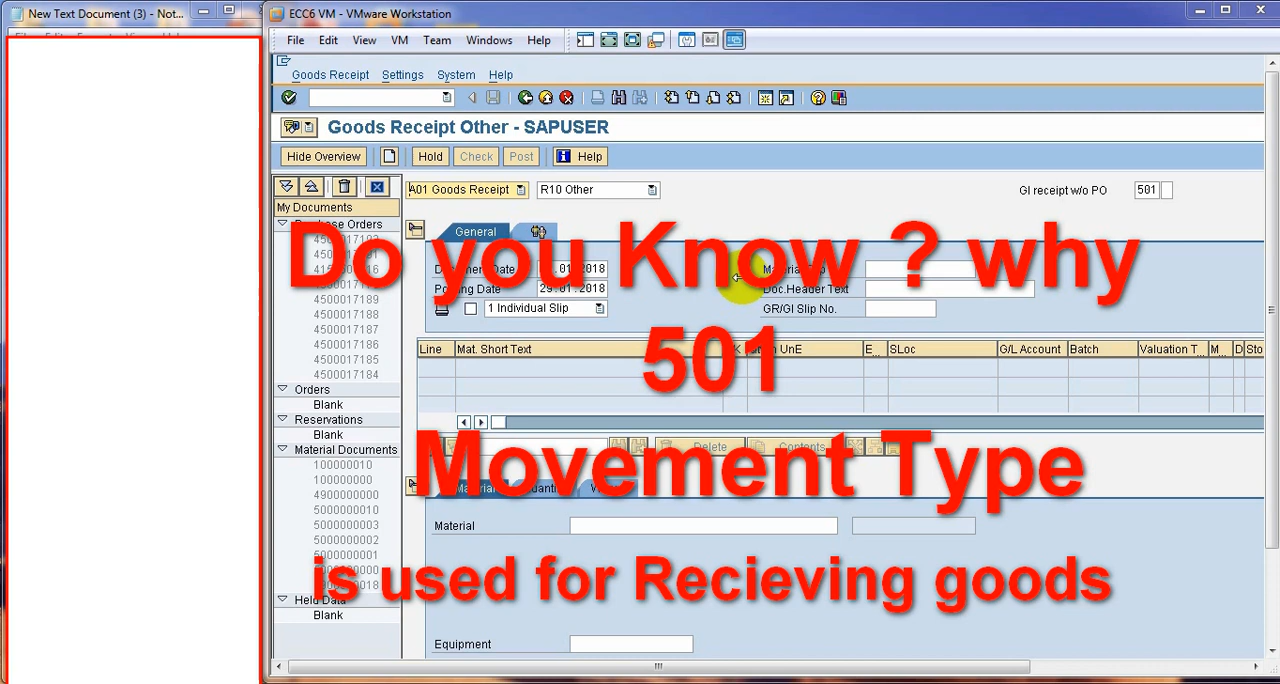 New Text Document (3) - Not...
ECC6 VM - VMware Workstation
File Edit View VM Team Windows Help
Goods Receipt Settings System Help
Goods Receipt Other - SAPUSER
Hide Overview Hold Check Post Help
A01 Goods Receipt R10 Other GI receipt w/o PO 501
My Documents
Purchase Orders
General
Do you Know ? why
Document Date
Posting Date 29.01.2018 Doc.Header Text
1 Individual Slip GR/GI Slip No.
4500017189
4500017188
4500017187
4500017186
4500017185
4500017184
Line Mat. Short Text UnE E... SLoc G/L Account Batch Valuation T... M... D Sto
501
Orders
Blank
Reservations
Blank
Material Documents
Delete Contents
100000010
100000000
4900000000
5000000010
5000000003
5000000002
5000000001
Movement Type
Material
is used for Recieving goods
Held Data
Blank
Equipment